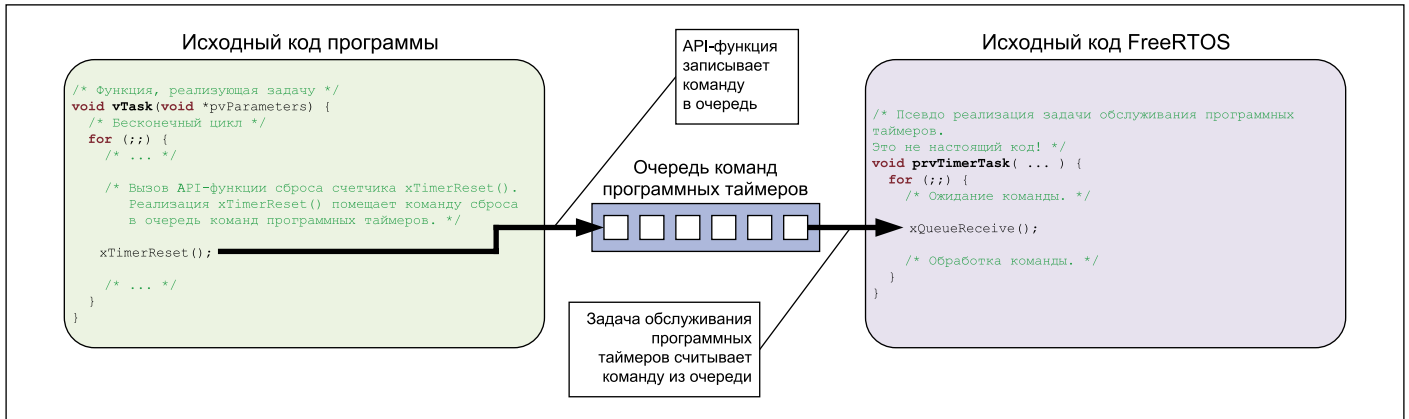 Исходный код программы
/* Функция, реализующая задачу */
void vTask(void *pvParameters) {
/* Бесконечный цикл */
for (;;) {
/* ... */
/* Вызов API-функции сброса счетчика xTimerReset().
Реализация xTimerReset() помещает команду сброса
в очередь команд программных таймеров. */
xTimerReset();
/* ... */
}
}
API-функция
записывает
команду
в очередь
Очередь команд
программных таймеров
Задача обслуживания
программных
таймеров считывает
команду из очереди
Исходный код FreeRTOS
/* Псевдо реализация задачи обслуживания программных
таймеров.
Это не настоящий код! */
void prvTimerTask( ... ) {
for (;;) {
/* Ожидание команды. */
xQueueReceive();
/* Обработка команды. */
}
}